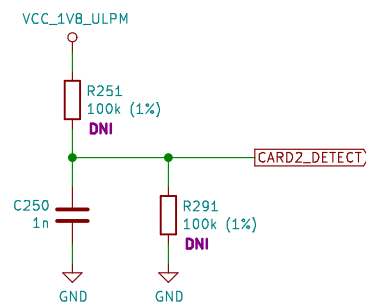 VCC_1V8_ULPM
R251
100k (1%)
DNI
CARD2_DETECT
C250
1n
R291
100k (1%)
DNI
GND
GND